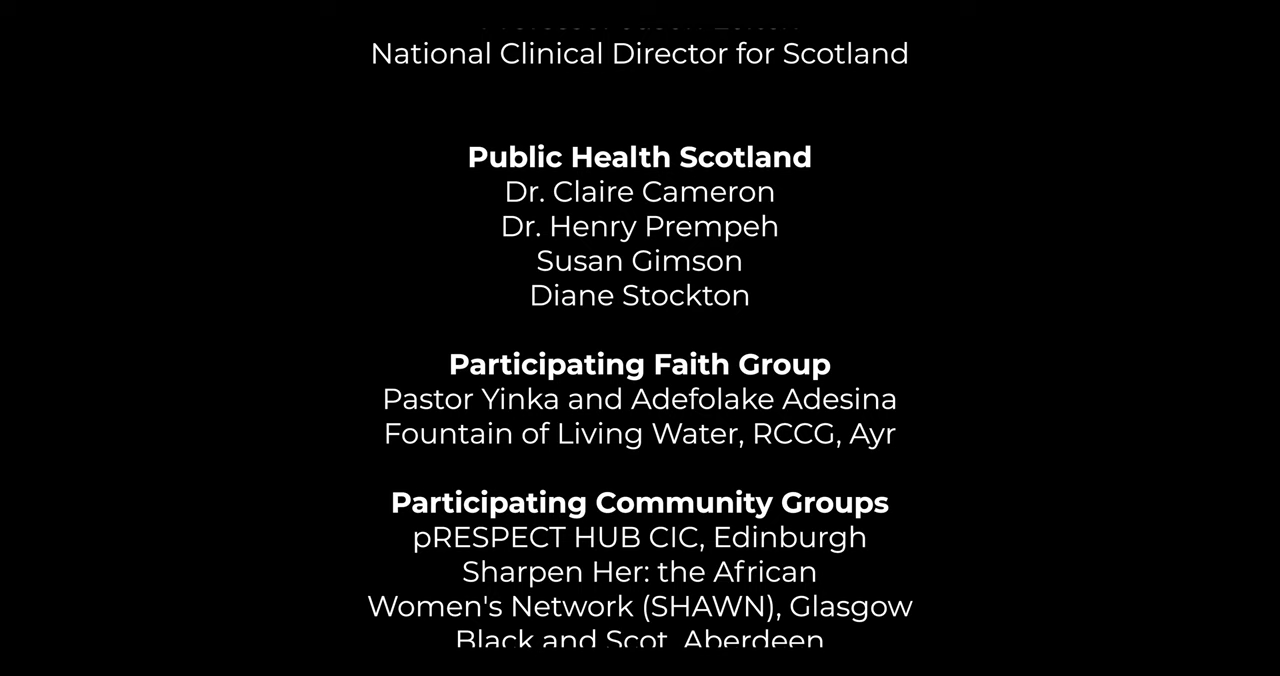 National Clinical Director for Scotland
Public Health Scotland
Dr. Claire Cameron
Dr. Henry Prempeh
Susan Gimson
Diane Stockton
Participating Faith Group
Pastor Yinka and Adefolake Adesina
Fountain of Living Water, RCCG, Ayr
Participating Community Groups
pRESPECT HUB CIC, Edinburgh
Sharpen Her: the African
Women's Network (SHAWN), Glasgow
Black and Scot, Aberdeen